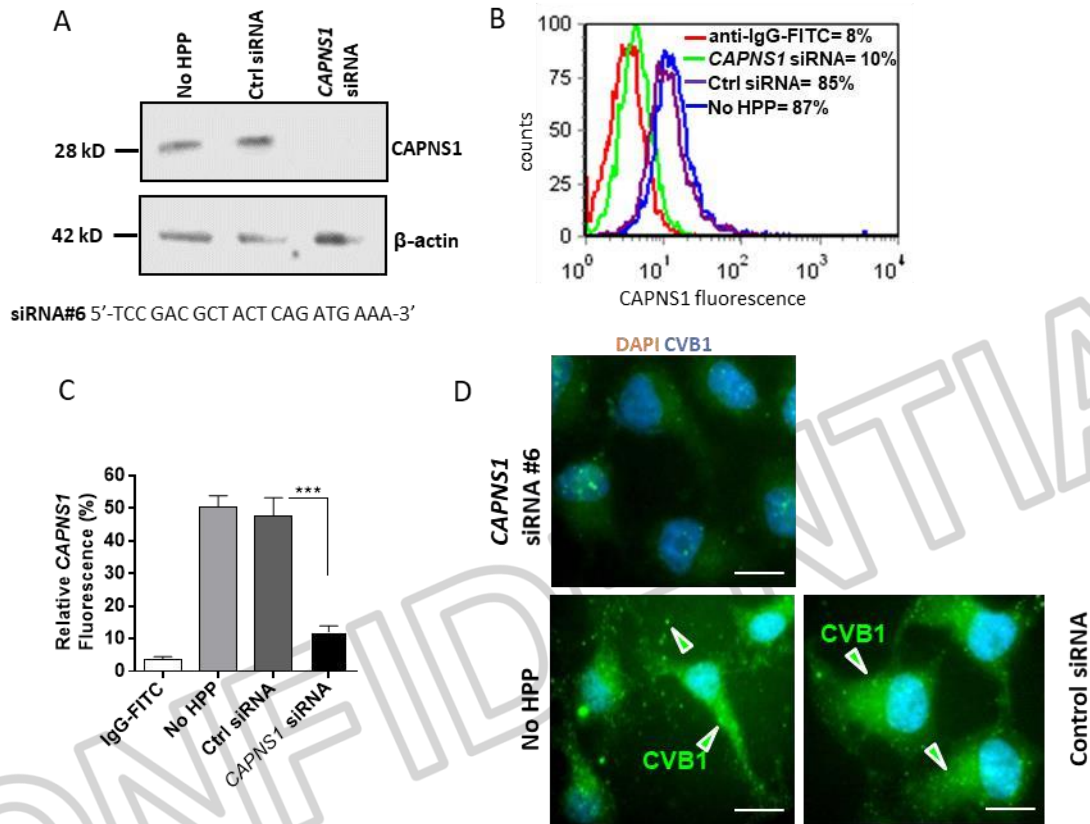 A
No HPP
Ctrl siRNA
CAPNS1
siRNA
28 kD
CAPNS1
42 kD
β-actin
siRNA#6 5’-TCC GAC GCT ACT CAG ATG AAA-3’
B
100
75
50
25
0
counts
anti-IgG-FITC= 8%
CAPNS1 siRNA= 10%
Ctrl siRNA= 85%
No HPP= 87%
10⁰ 10¹ 10² 10³ 10⁴
CAPNS1 fluorescence
C
Relative CAPNS1
Fluorescence (%)
60
50
40
30
20
10
0
***
IgG-FITC
No HPP
Ctrl siRNA
CAPNS1 siRNA
D
DAPI CVB1
CAPNS1
siRNA #6
No HPP
CVB1
CVB1
Control siRNA
CONFIDENTIA